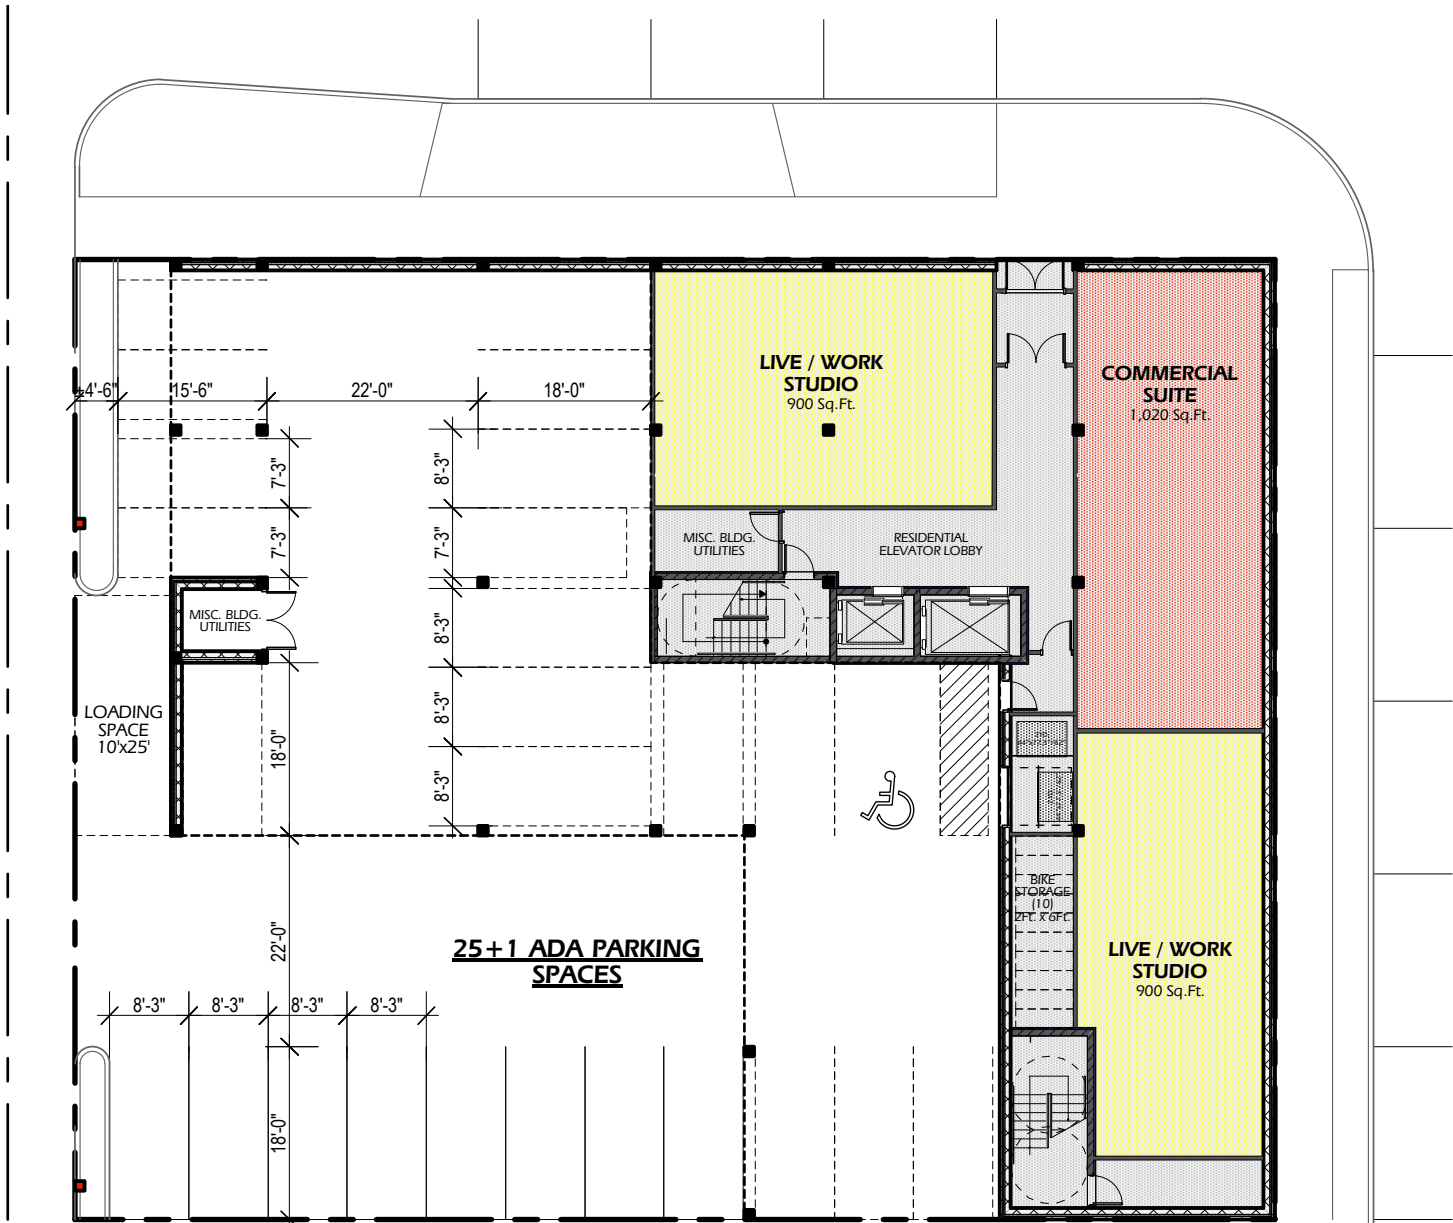 LIVE / WORK
STUDIO
900 Sq.Ft.
COMMERCIAL
SUITE
1,020 Sq.Ft.
4'-6"
15'-6"
22'-0"
18'-0"
7'-3"
8'-3"
7'-3"
7'-3"
MISC. BLDG.
UTILITIES
RESIDENTIAL
ELEVATOR LOBBY
MISC. BLDG.
UTILITIES
8'-3"
LOADING
SPACE
10'x25'
18'-0"
8'-3"
8'-3"
BIKE
STORAGE
(10)
2Ft. x 6Ft.
22'-0"
25+1 ADA PARKING
SPACES
LIVE / WORK
STUDIO
900 Sq.Ft.
8'-3"
8'-3"
8'-3"
8'-3"
18'-0"